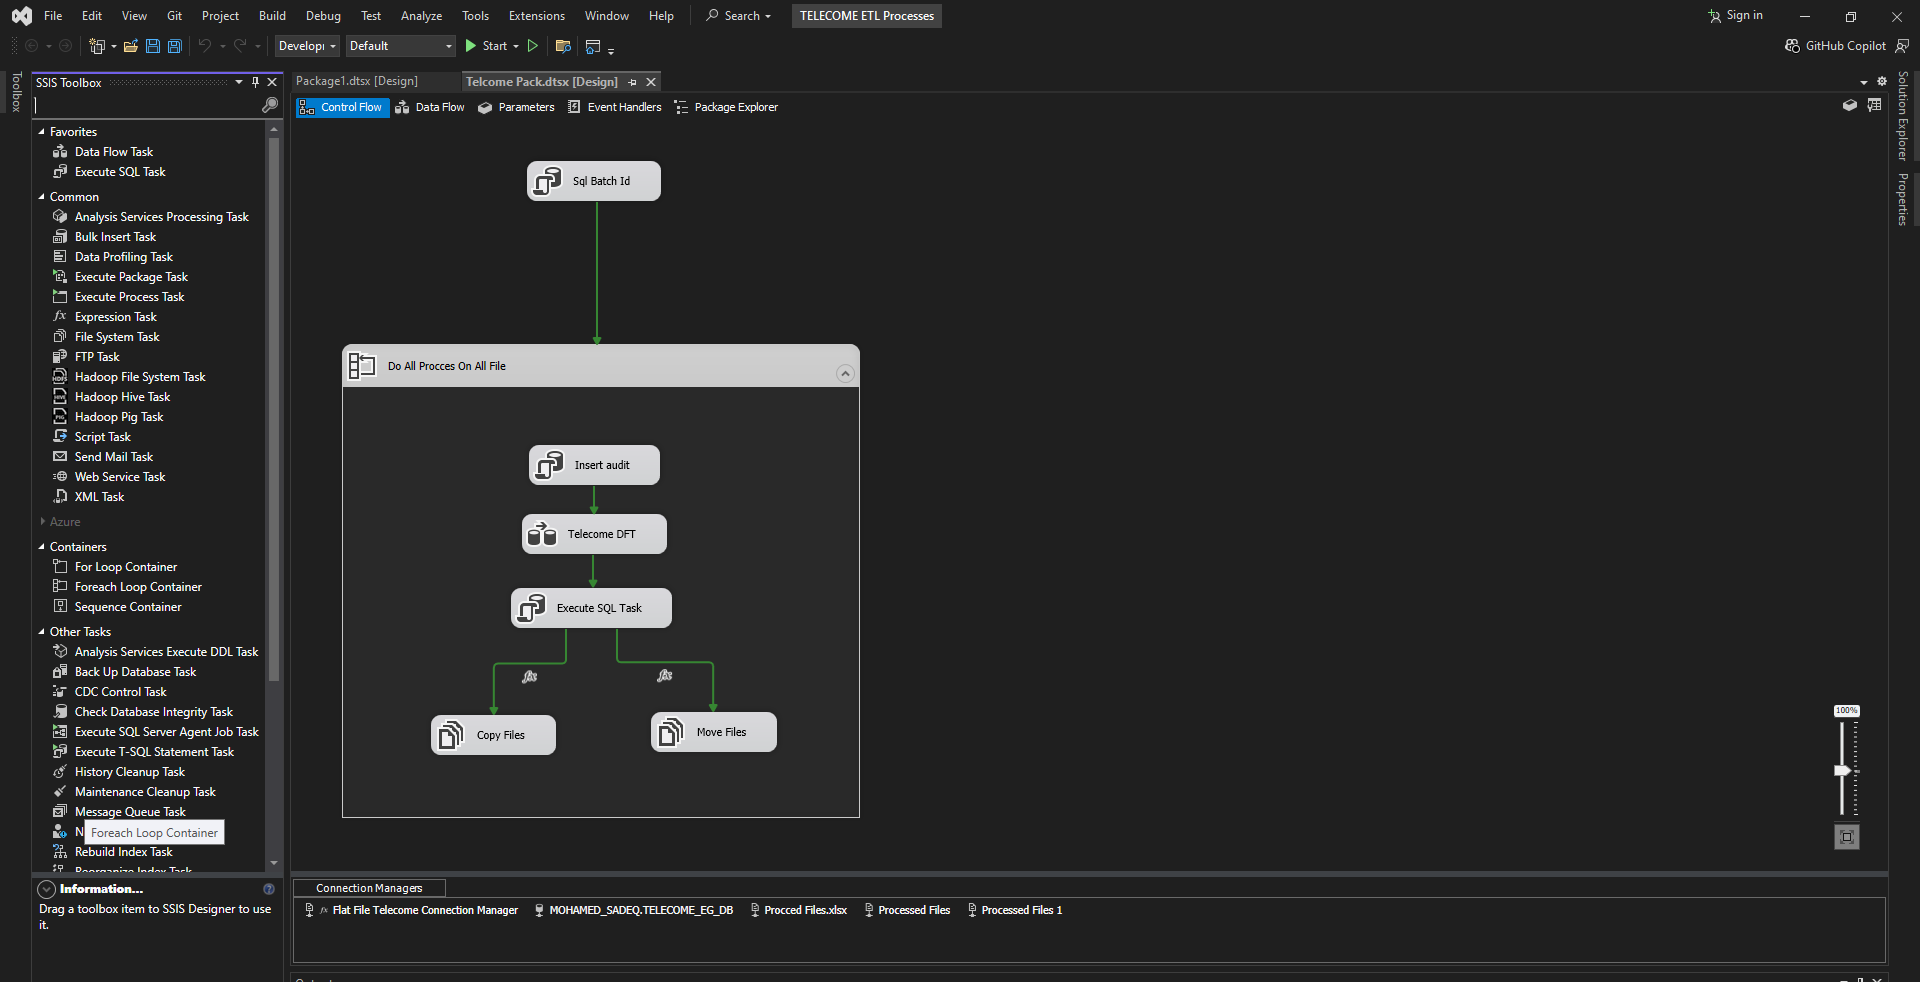 File Edit View Git Project Build Debug Test Analyze Tools Extensions Window Help Search TELECOME ETL Processes Sign in
Developı Default Start GitHub Copilot
Toolbox
SSIS Toolbox
Favorites
Data Flow Task
Execute SQL Task
Common
Analysis Services Processing Task
Bulk Insert Task
Data Profiling Task
Execute Package Task
Execute Process Task
fx Expression Task
File System Task
FTP Task
Hadoop File System Task
Hadoop Hive Task
Hadoop Pig Task
Script Task
Send Mail Task
Web Service Task
XML Task
Azure
Containers
For Loop Container
Foreach Loop Container
Sequence Container
Other Tasks
Analysis Services Execute DDL Task
Back Up Database Task
CDC Control Task
Check Database Integrity Task
Execute SQL Server Agent Job Task
Execute T-SQL Statement Task
History Cleanup Task
Maintenance Cleanup Task
Message Queue Task
N
Foreach Loop Container
Rebuild Index Task
Reorganize Index Task
Information...
Drag a toolbox item to SSIS Designer to use
it.
Package1.dtsx [Design] Telcome Pack.dtsx [Design]
Control Flow Data Flow Parameters Event Handlers Package Explorer
Sql Batch Id
Do All Procces On All File
Insert audit
Telecome DFT
Execute SQL Task
fx fx
Copy Files Move Files
100%
Connection Managers
fx Flat File Telecome Connection Manager MOHAMED_SADEQ.TELECOME_EG_DB Procced Files.xlsx Processed Files Processed Files 1
Solution Explorer
Properties